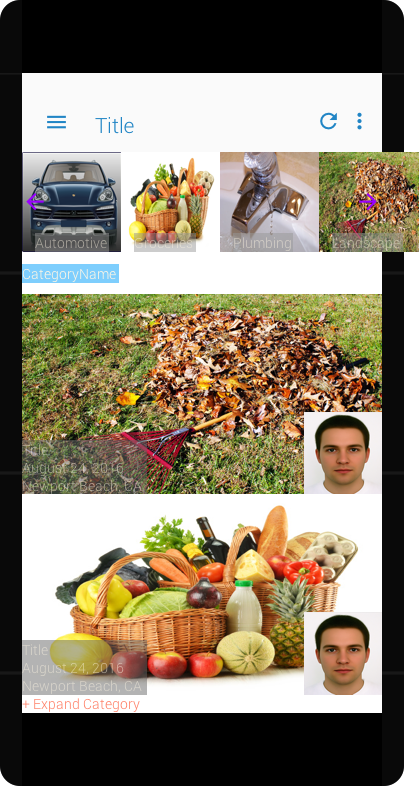 Title
Automotive
Groceries
Plumbing
Landscape
CategoryName
Title
August 24, 2016
Newport Beach, CA
Title
August 24, 2016
Newport Beach, CA
+ Expand Category